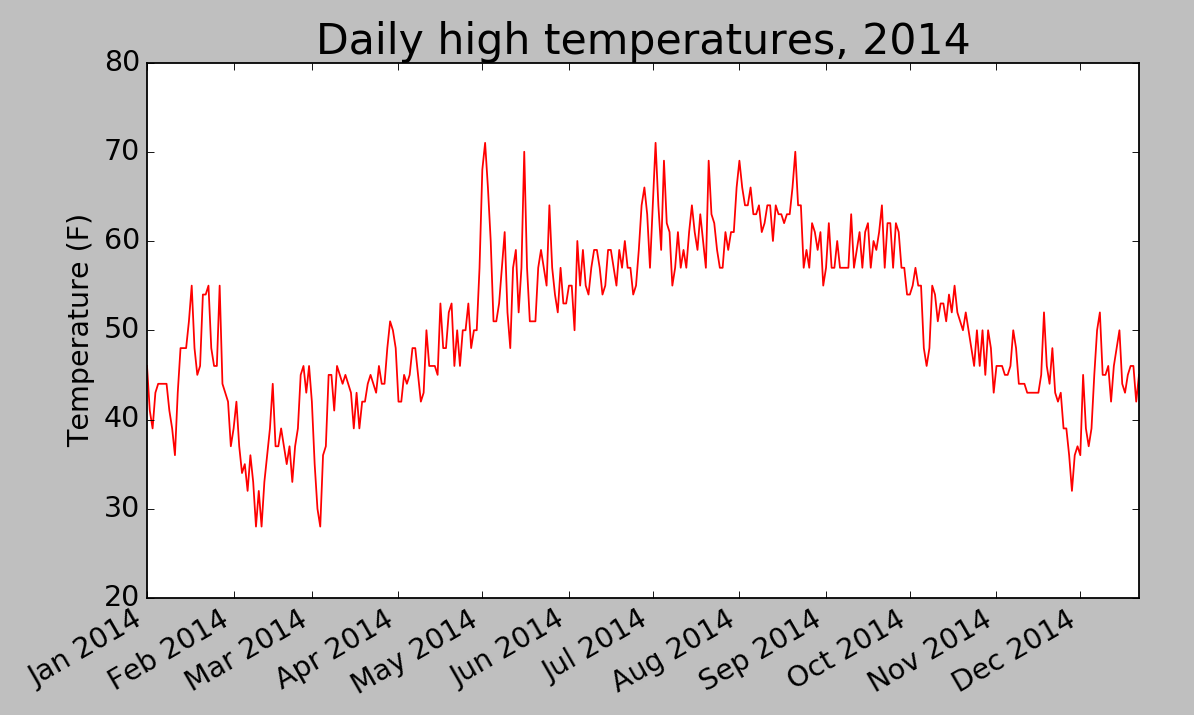 Daily high temperatures, 2014
Temperature (F)
80
70
60
50
40
30
20
Jan 2014
Feb 2014
Mar 2014
Apr 2014
May 2014
Jun 2014
Jul 2014
Aug 2014
Sep 2014
Oct 2014
Nov 2014
Dec 2014